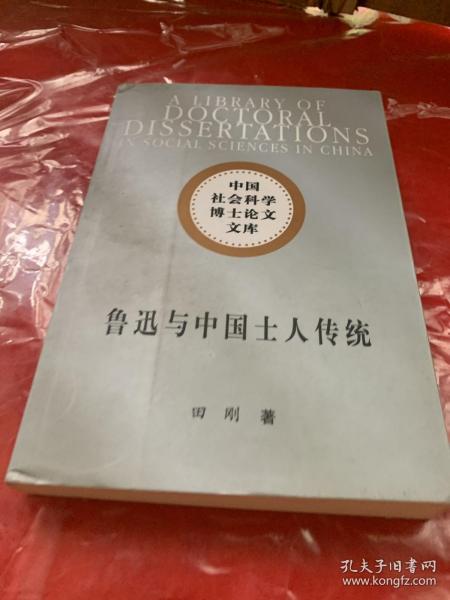 A LIBRARY OF
DOCTORAL
DISSERTATIONS
IN SOCIAL SCIENCES IN CHINA
中国
社会科学
博士论文
文库
鲁迅与中国士人传统
田 刚 著
孔夫子旧书网
www.kongfz.com